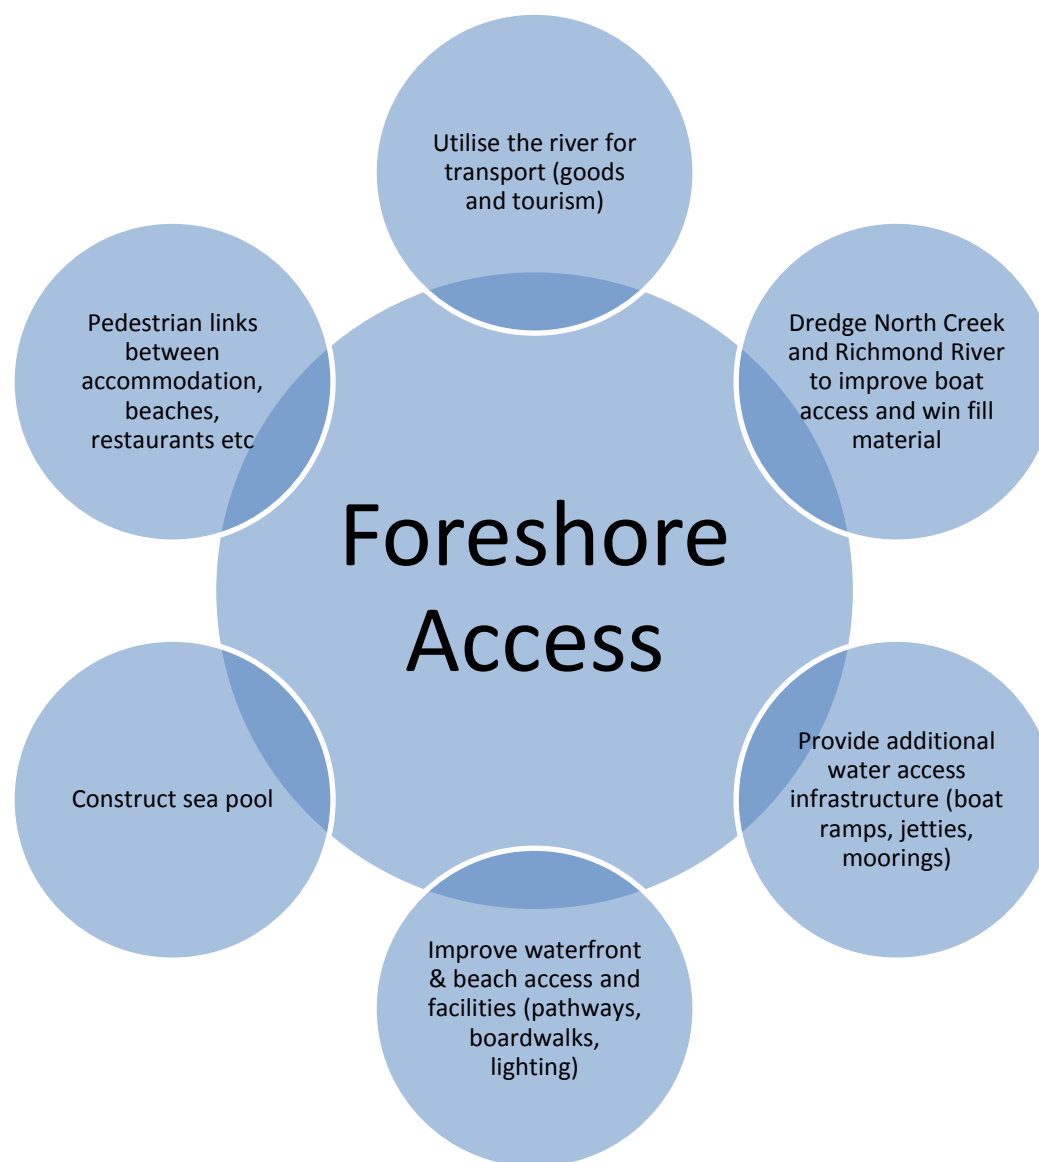 Utilise the river for
transport (goods
and tourism)
Dredge North Creek
and Richmond River
to improve boat
access and win fill
material
Provide additional
water access
infrastructure (boat
ramps, jetties,
moorings)
Improve waterfront
& beach access and
facilities (pathways,
boardwalks,
lighting)
Construct sea pool
Pedestrian links
between
accommodation,
beaches,
restaurants etc
Foreshore
Access